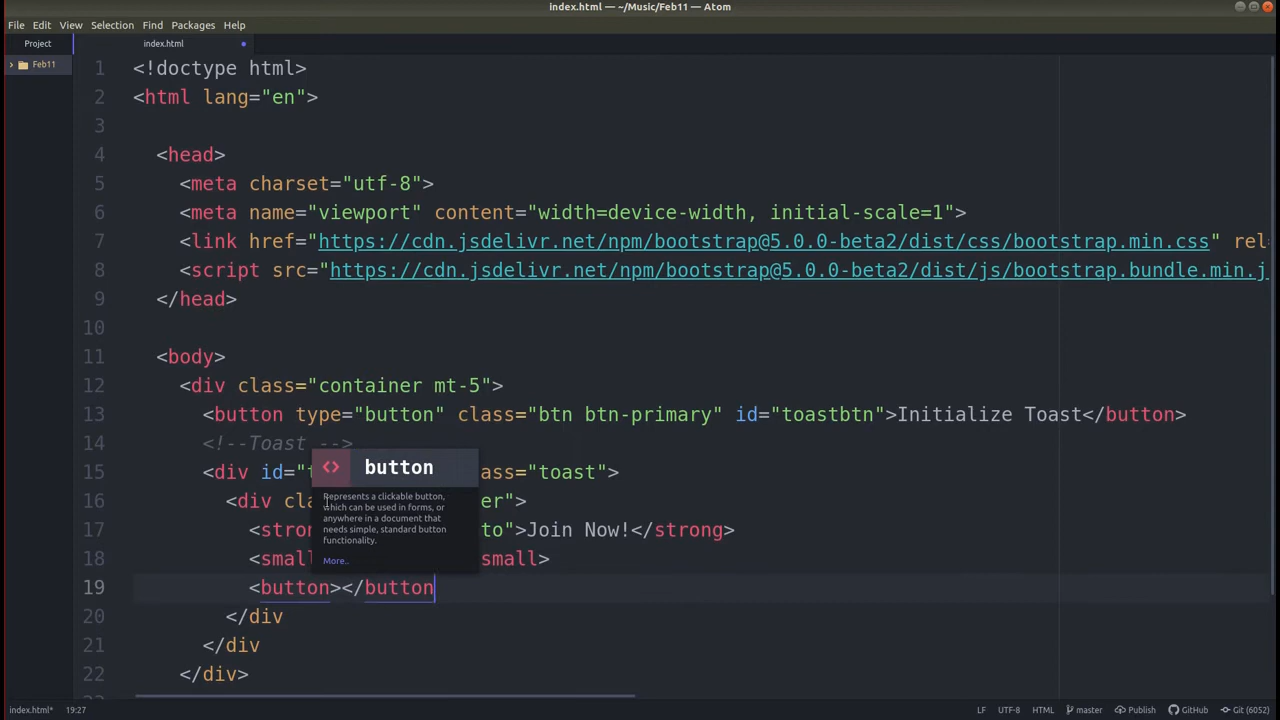 index.html — ~/Music/Feb11 — Atom
File Edit View Selection Find Packages Help
Project index.html
Feb11
1 <!doctype html>
2 <html lang="en">
3
4 <head>
5 <meta charset="utf-8">
6 <meta name="viewport" content="width=device-width, initial-scale=1">
7 <link href="https://cdn.jsdelivr.net/npm/bootstrap@5.0.0-beta2/dist/css/bootstrap.min.css" rel
8 <script src="https://cdn.jsdelivr.net/npm/bootstrap@5.0.0-beta2/dist/js/bootstrap.bundle.min.j
9 </head>
10
11 <body>
12 <div class="container mt-5">
13 <button type="button" class="btn btn-primary" id="toastbtn">Initialize Toast</button>
14 <!--Toast -->
15 <div id="t ass="toast">
16 <div cla er">
17 <stron to">Join Now!</strong>
18 <small small>
19 <button></button
20 </div
21 </div
22 </div>
button
Represents a clickable button,
which can be used in forms, or
anywhere in a document that
needs simple, standard button
functionality.
More..
index.html* 19:27 LF UTF-8 HTML master Publish GitHub Git (6052)